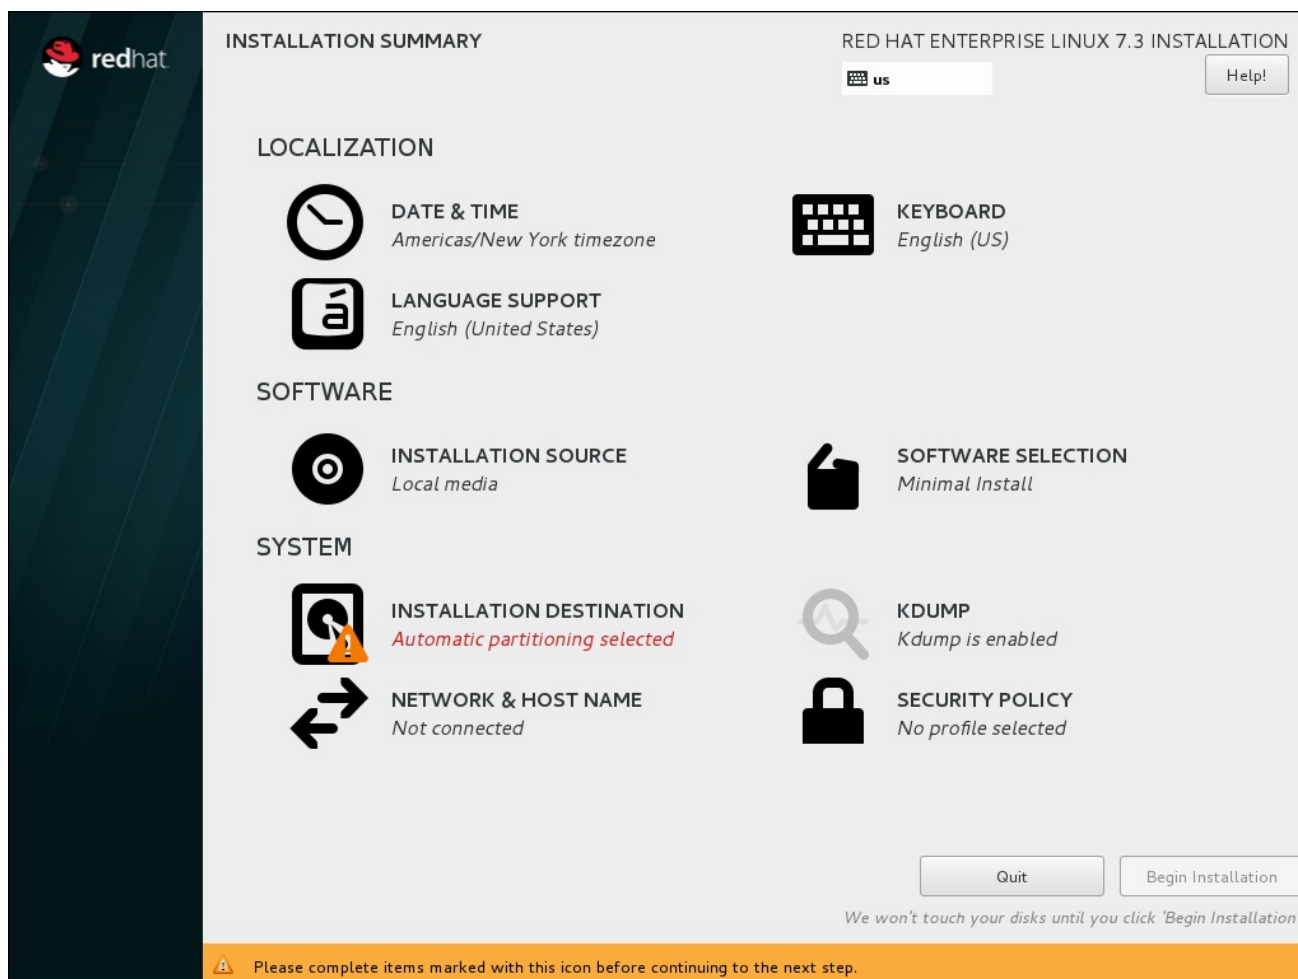 redhat.
INSTALLATION SUMMARY
RED HAT ENTERPRISE LINUX 7.3 INSTALLATION
us
Help!
LOCALIZATION
DATE & TIME
Americas/New York timezone
KEYBOARD
English (US)
á
LANGUAGE SUPPORT
English (United States)
SOFTWARE
INSTALLATION SOURCE
Local media
SOFTWARE SELECTION
Minimal Install
SYSTEM
INSTALLATION DESTINATION
Automatic partitioning selected
KDUMP
Kdump is enabled
NETWORK & HOST NAME
Not connected
SECURITY POLICY
No profile selected
Quit
Begin Installation
We won't touch your disks until you click 'Begin Installation
Please complete items marked with this icon before continuing to the next step.